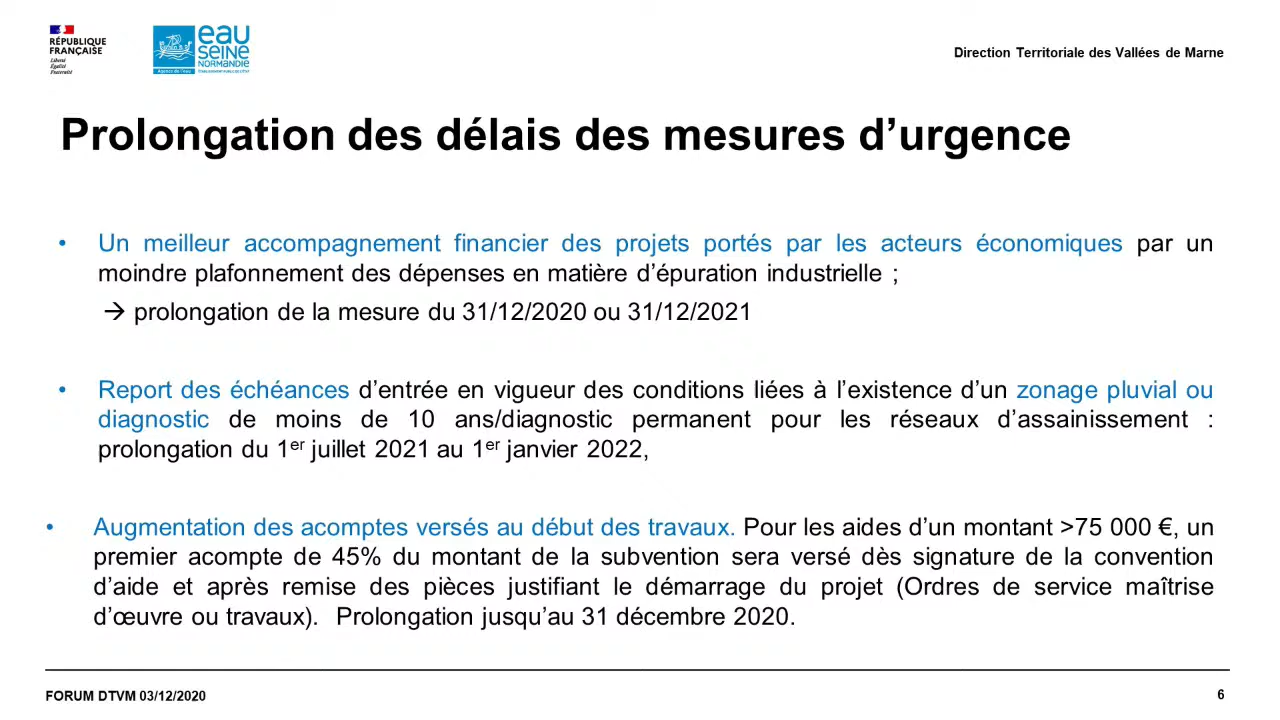 RÉPUBLIQUE
FRANÇAISE
Liberté
Égalité
Fraternité
eau
SEINE
NORMANDIE
Agence de l'eau
Direction Territoriale des Vallées de Marne
Prolongation des délais des mesures d’urgence
• Un meilleur accompagnement financier des projets portés par les acteurs économiques par un
moindre plafonnement des dépenses en matière d’épuration industrielle ;
→ prolongation de la mesure du 31/12/2020 ou 31/12/2021
• Report des échéances d’entrée en vigueur des conditions liées à l’existence d’un zonage pluvial ou
diagnostic de moins de 10 ans/diagnostic permanent pour les réseaux d’assainissement :
prolongation du 1er juillet 2021 au 1er janvier 2022,
• Augmentation des acomptes versés au début des travaux. Pour les aides d’un montant >75 000 €, un
premier acompte de 45% du montant de la subvention sera versé dès signature de la convention
d’aide et après remise des pièces justifiant le démarrage du projet (Ordres de service maîtrise
d’œuvre ou travaux). Prolongation jusqu’au 31 décembre 2020.
FORUM DTVM 03/12/2020
6